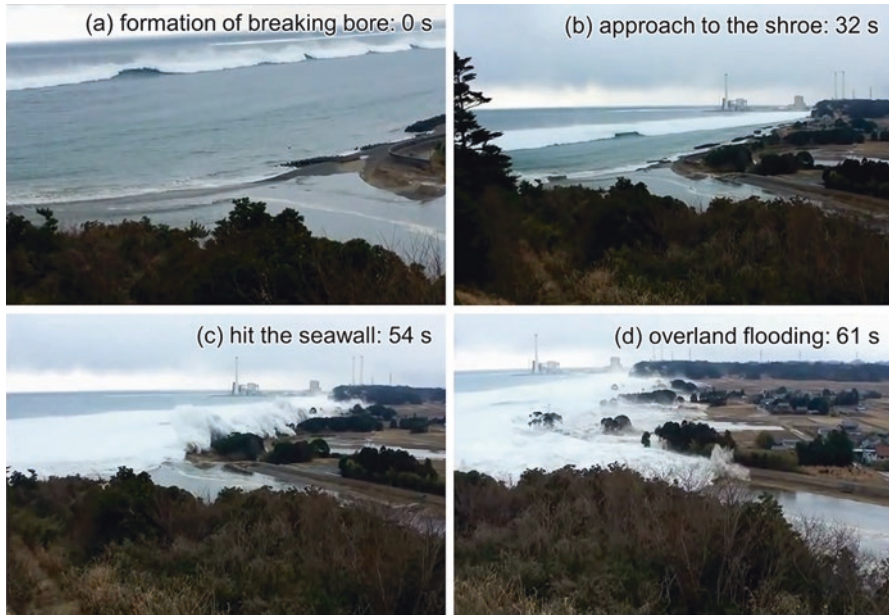 (a) formation of breaking bore: 0 s
(b) approach to the shroe: 32 s
(c) hit the seawall: 54 s
(d) overland flooding: 61 s